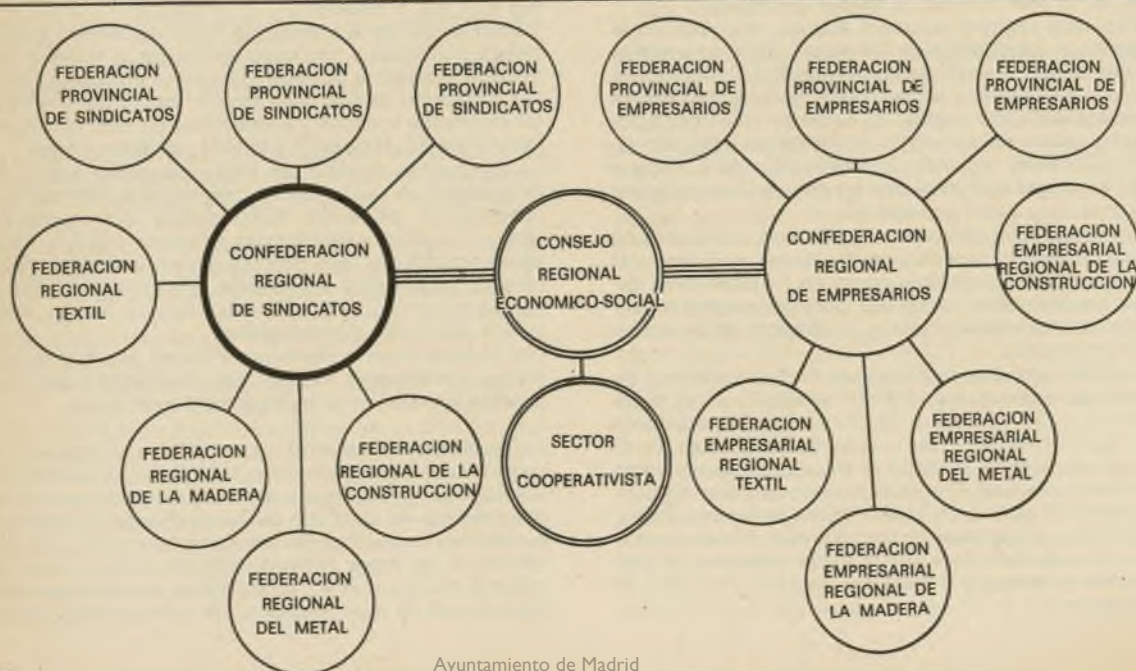 FEDERACION
PROVINCIAL
DE SINDICATOS
FEDERACION
PROVINCIAL
DE SINDICATOS
FEDERACION
PROVINCIAL
DE SINDICATOS
FEDERACION
PROVINCIAL DE
EMPRESARIOS
FEDERACION
PROVINCIAL DE
EMPRESARIOS
FEDERACION
PROVINCIAL DE
EMPRESARIOS
FEDERACION
REGIONAL
TEXTIL
CONFEDERACION
REGIONAL
DE SINDICATOS
CONSEJO
REGIONAL
ECONOMICO-SOCIAL
CONFEDERACION
REGIONAL
DE EMPRESARIOS
FEDERACION
EMPRESARIAL
REGIONAL DE LA
CONSTRUCCION
FEDERACION
REGIONAL
DE LA MADERA
FEDERACION
REGIONAL DE LA
CONSTRUCCION
SECTOR
COOPERATIVISTA
FEDERACION
EMPRESARIAL
REGIONAL
TEXTIL
FEDERACION
EMPRESARIAL
REGIONAL
DEL METAL
FEDERACION
REGIONAL
DEL METAL
FEDERACION
EMPRESARIAL
REGIONAL DE
LA MADERA
Ayuntamiento de Madrid